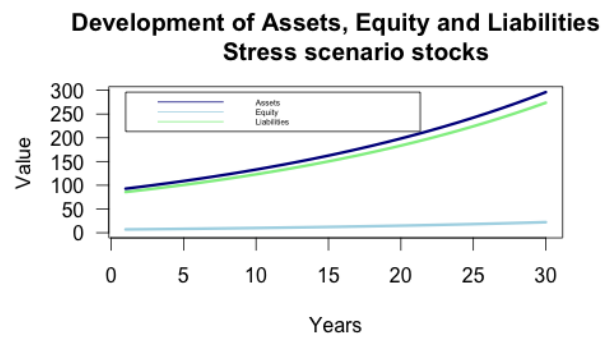 Development of Assets, Equity and Liabilities
Stress scenario stocks
300
250
200
150
100
50
0
Value
Assets
Equity
Liabilities
0 5 10 15 20 25 30
Years